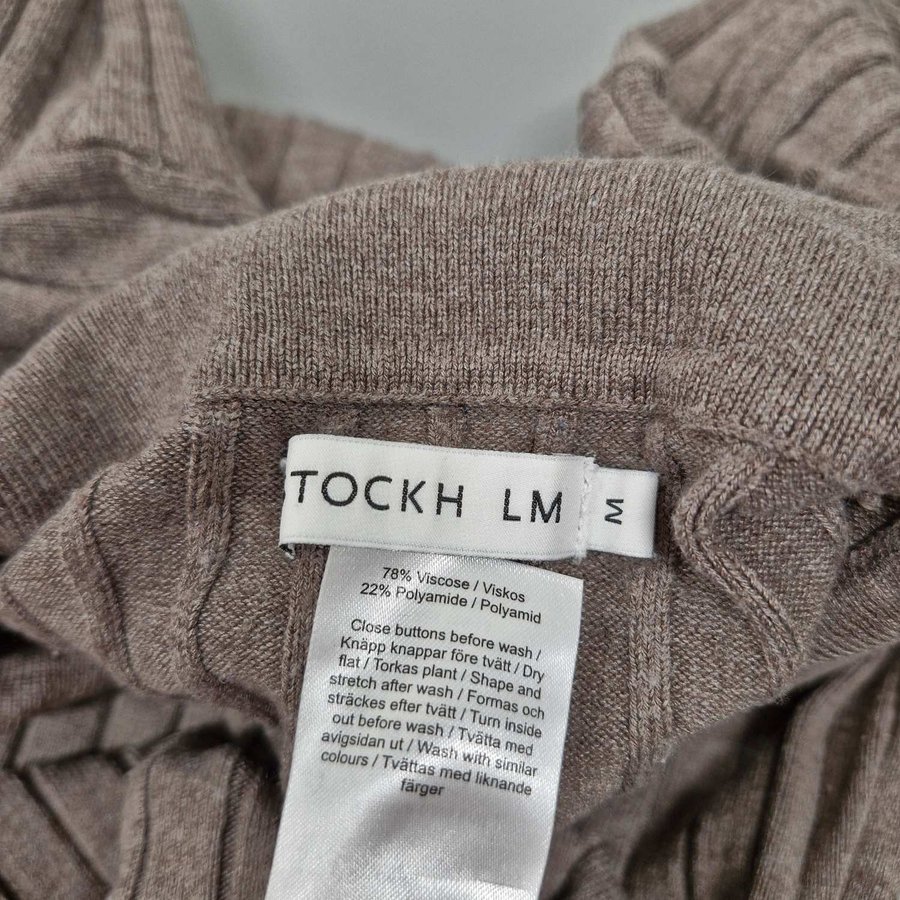 TOCKH LM
M
78% Viscose / Viskos
22% Polyamide / Polyamid
Close buttons before wash /
Knäpp knappar före tvätt / Dry
flat / Torkas plant / Shape and
stretch after wash / Formas och
sträckes efter tvätt / Turn inside
out before wash / Tvätta med
avigsidan ut / Wash with similar
colours / Tvättas med liknande
färger